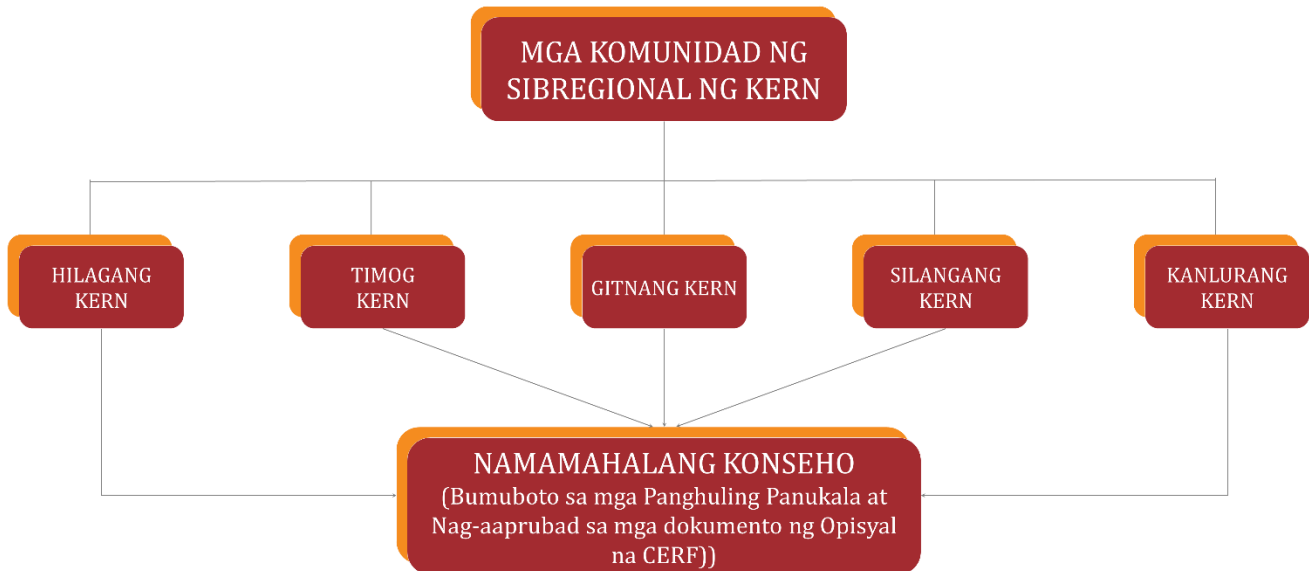 MGA KOMUNIDAD NG
SIBREGIONAL NG KERN
HILAGANG
KERN
TIMOG
KERN
GITNANG KERN
SILANGANG
KERN
KANLURANG
KERN
NAMAMAHALANG KONSEHO
(Bumuboto sa mga Panghuling Panukala at
Nag-aaprubad sa mga dokumento ng Opisyal
na CERF))